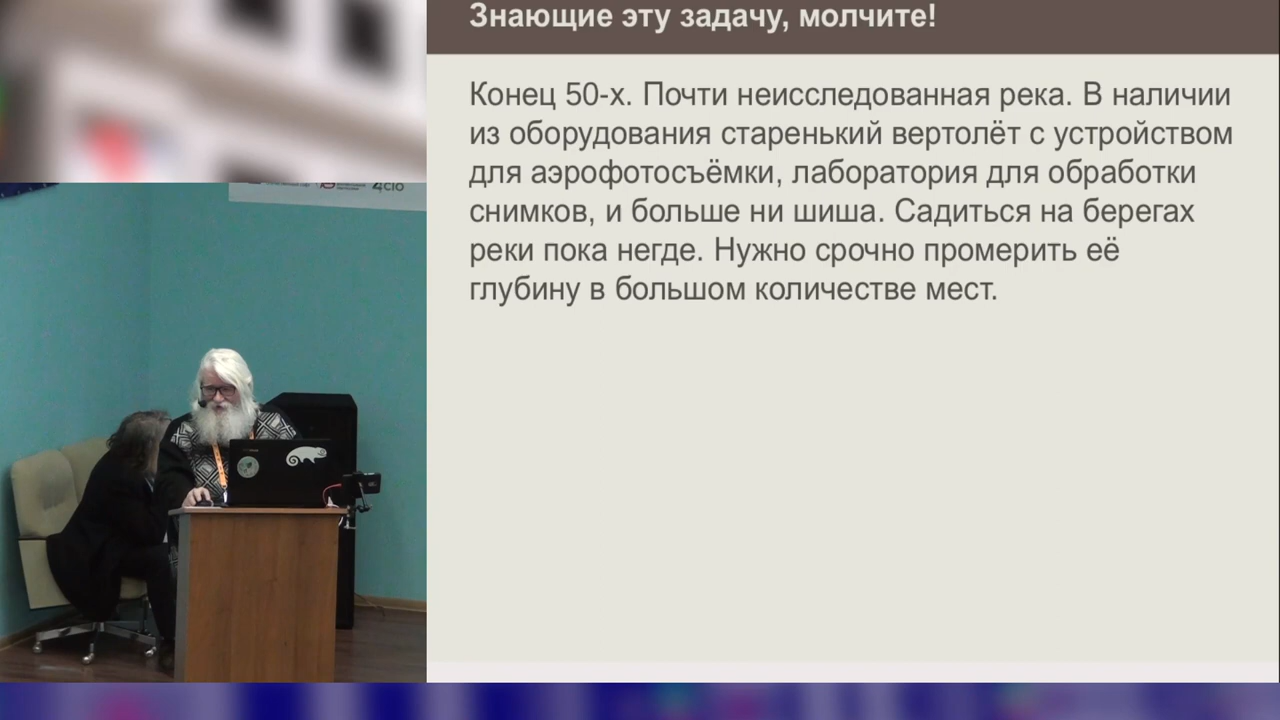 Знающие эту задачу, молчите!
Конец 50-х. Почти неисследованная река. В наличии
из оборудования старенький вертолёт с устройством
для аэрофотосъёмки, лаборатория для обработки
снимков, и больше ни шиша. Садиться на берегах
реки пока негде. Нужно срочно промерить её
глубину в большом количестве мест.